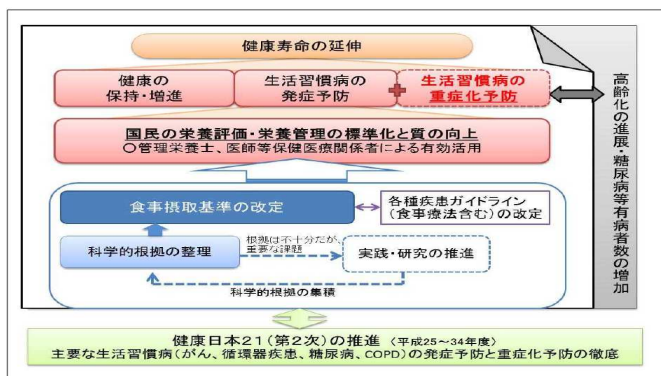 健康寿命の延伸
健康の
保持・増進
生活習慣病の
発症予防
生活習慣病の
重症化予防
国民の栄養評価・栄養管理の標準化と質の向上
〇管理栄養士、医師等保健医療関係者による有効活用
食事摂取基準の改定
各種疾患ガイドライン
(食事療法含む)の改定
科学的根拠の整理
根拠は不十分だが、
重要な課題
実践・研究の推進
科学的根拠の集積
高齢化の進展・糖尿病等有病者数の増加
健康日本21(第2次)の推進 〈平成25~34年度〉
主要な生活習慣病(がん、循環器疾患、糖尿病、COPD)の発症予防と重症化予防の徹底